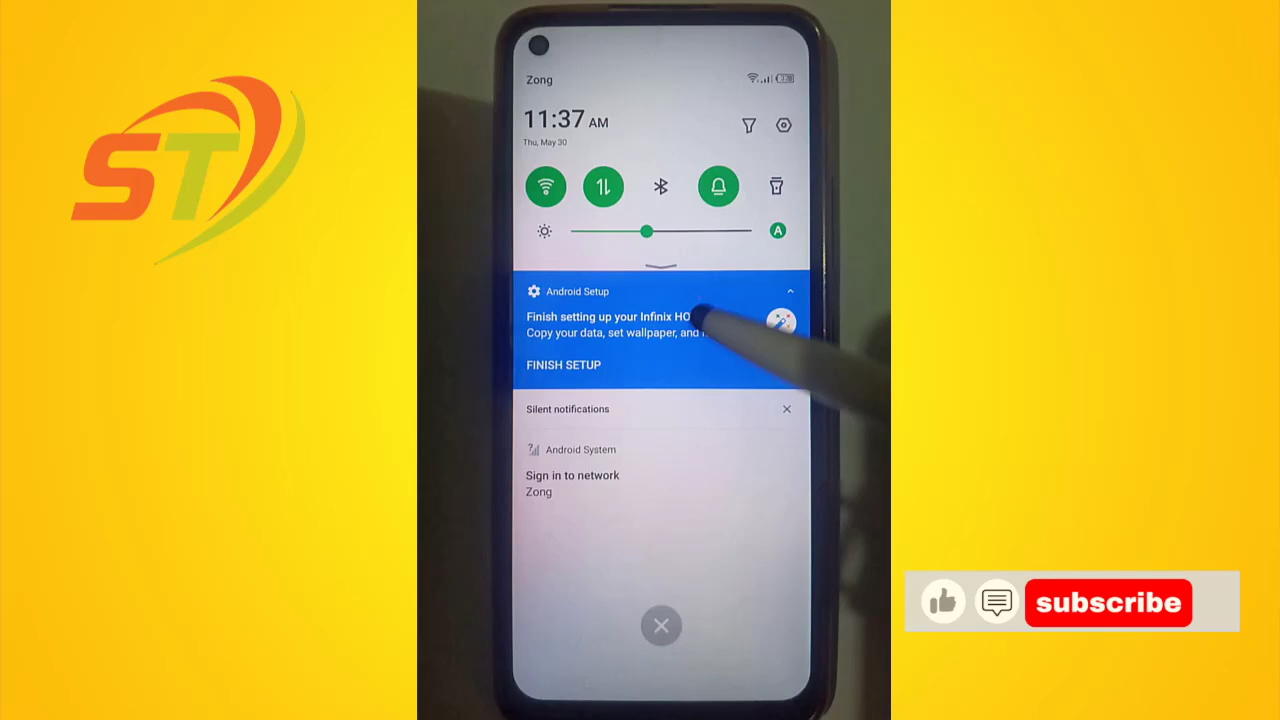 ST
Zong
11:37 AM
Thu, May 30
A
Android Setup
Finish setting up your Infinix HO
Copy your data, set wallpaper, and
FINISH SETUP
Silent notifications
Android System
Sign in to network
Zong
subscribe